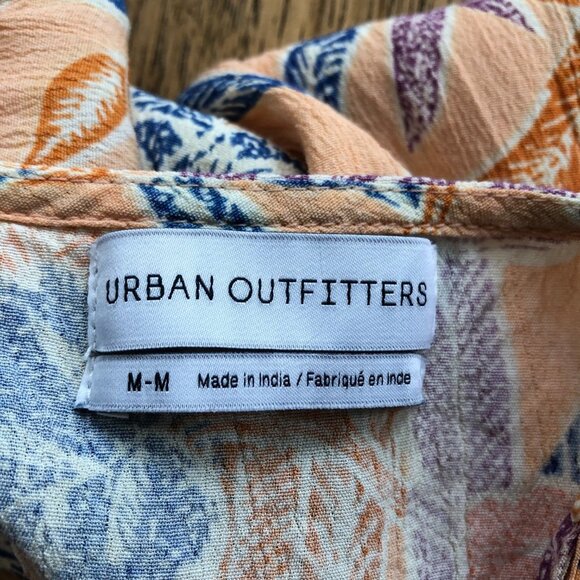 URBAN OUTFITTERS
M-M Made in India / Fabriqué en Inde